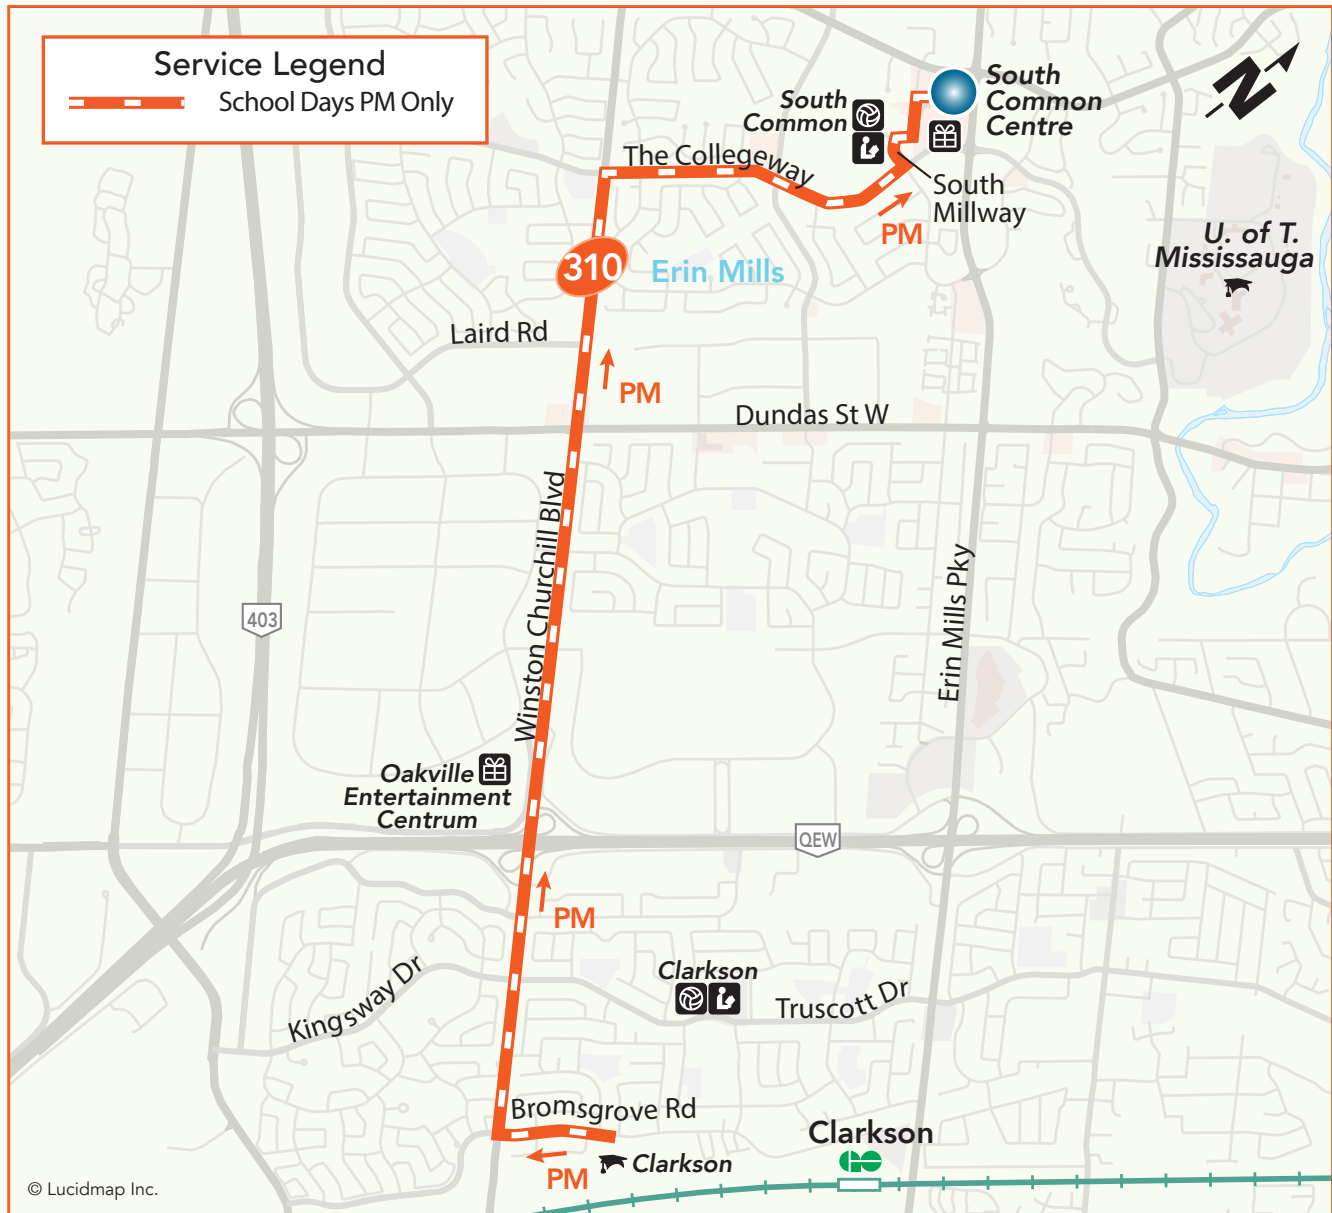 Service Legend
School Days PM Only
N
South
Common
Centre
South
Common
The Collegeway
South
Millway
PM
U. of T.
Mississauga
310
Erin Mills
Laird Rd
PM
Dundas St W
Winston Churchill Blvd
Erin Mills Pky
403
Oakville
Entertainment
Centrum
QEW
PM
Clarkson
Kingsway Dr
Truscott Dr
Bromsgrove Rd
Clarkson
PM
Clarkson
GO
© Lucidmap Inc.